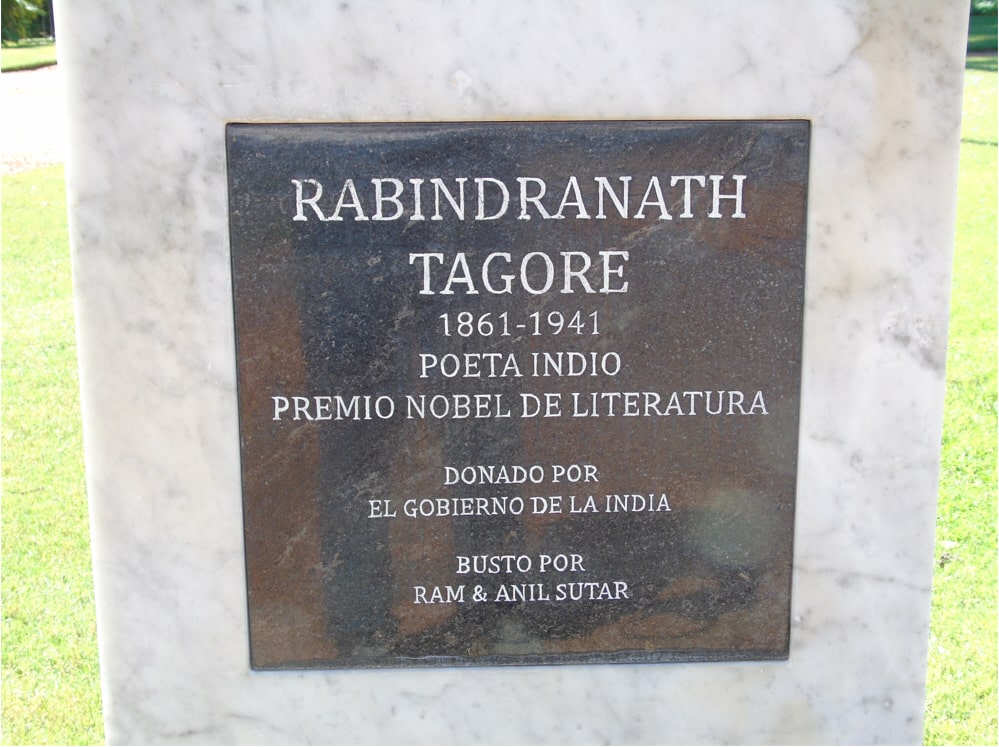 RABINDRANATH
TAGORE
1861-1941
POETA INDIO
PREMIO NOBEL DE LITERATURA
DONADO POR
EL GOBIERNO DE LA INDIA
BUSTO POR
RAM & ANIL SUTAR